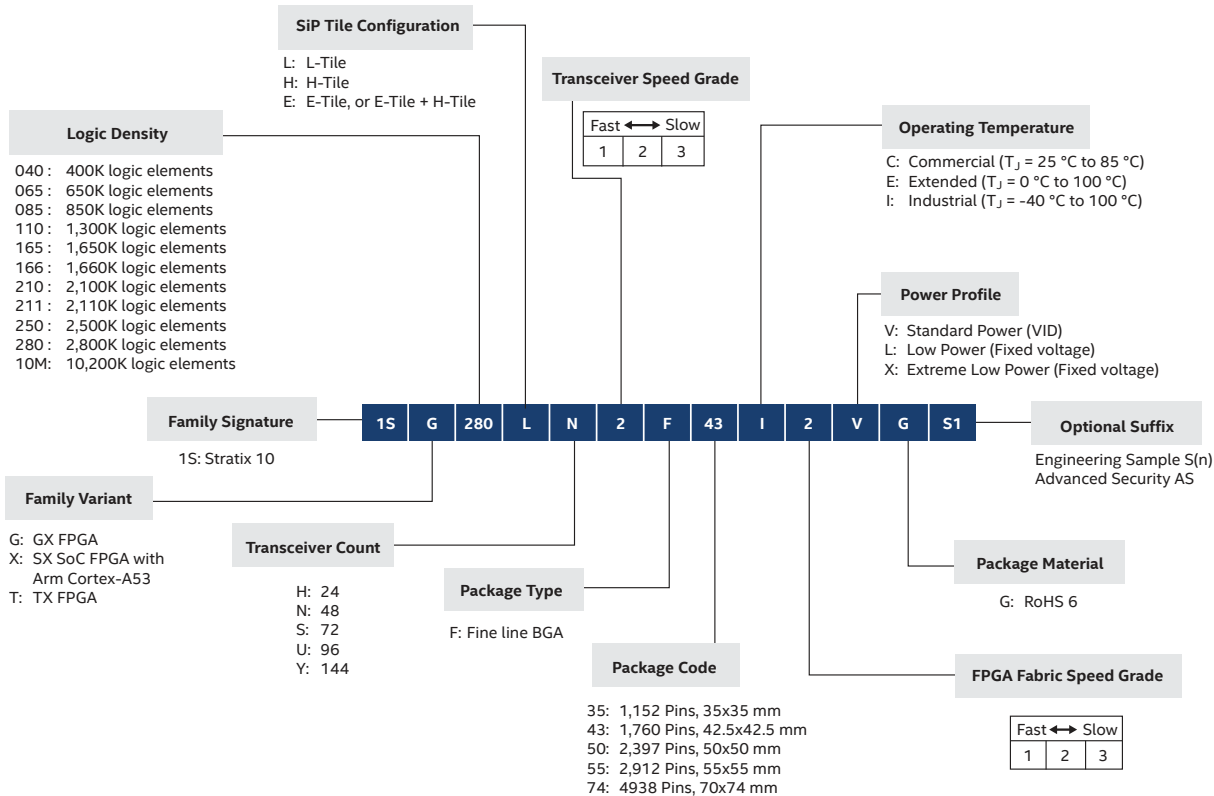 SiP Tile Configuration
L: L-Tile
H: H-Tile
E: E-Tile, or E-Tile + H-Tile
Transceiver Speed Grade
Fast ↔ Slow
1 2 3
Logic Density
040 : 400K logic elements
065 : 650K logic elements
085 : 850K logic elements
110 : 1,300K logic elements
165 : 1,650K logic elements
166 : 1,660K logic elements
210 : 2,100K logic elements
211 : 2,110K logic elements
250 : 2,500K logic elements
280 : 2,800K logic elements
10M: 10,200K logic elements
Operating Temperature
C: Commercial (TJ = 25 °C to 85 °C)
E: Extended (TJ = 0 °C to 100 °C)
I: Industrial (TJ = -40 °C to 100 °C)
Power Profile
V: Standard Power (VID)
L: Low Power (Fixed voltage)
X: Extreme Low Power (Fixed voltage)
Family Signature
1S: Stratix 10
1S G 280 L N 2 F 43 I 2 V G S1
Optional Suffix
Engineering Sample S(n)
Advanced Security AS
Family Variant
G: GX FPGA
X: SX SoC FPGA with
Arm Cortex-A53
T: TX FPGA
Transceiver Count
H: 24
N: 48
S: 72
U: 96
Y: 144
Package Type
F: Fine line BGA
Package Code
35: 1,152 Pins, 35x35 mm
43: 1,760 Pins, 42.5x42.5 mm
50: 2,397 Pins, 50x50 mm
55: 2,912 Pins, 55x55 mm
74: 4938 Pins, 70x74 mm
Package Material
G: RoHS 6
FPGA Fabric Speed Grade
Fast ↔ Slow
1 2 3